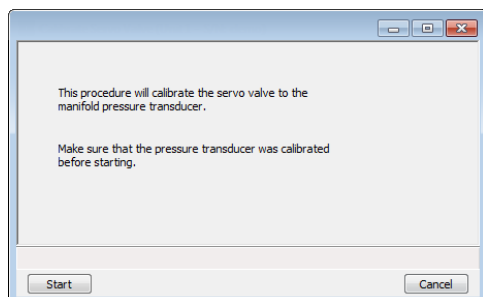 This procedure will calibrate the servo valve to the
manifold pressure transducer.
Make sure that the pressure transducer was calibrated
before starting.
Start
Cancel